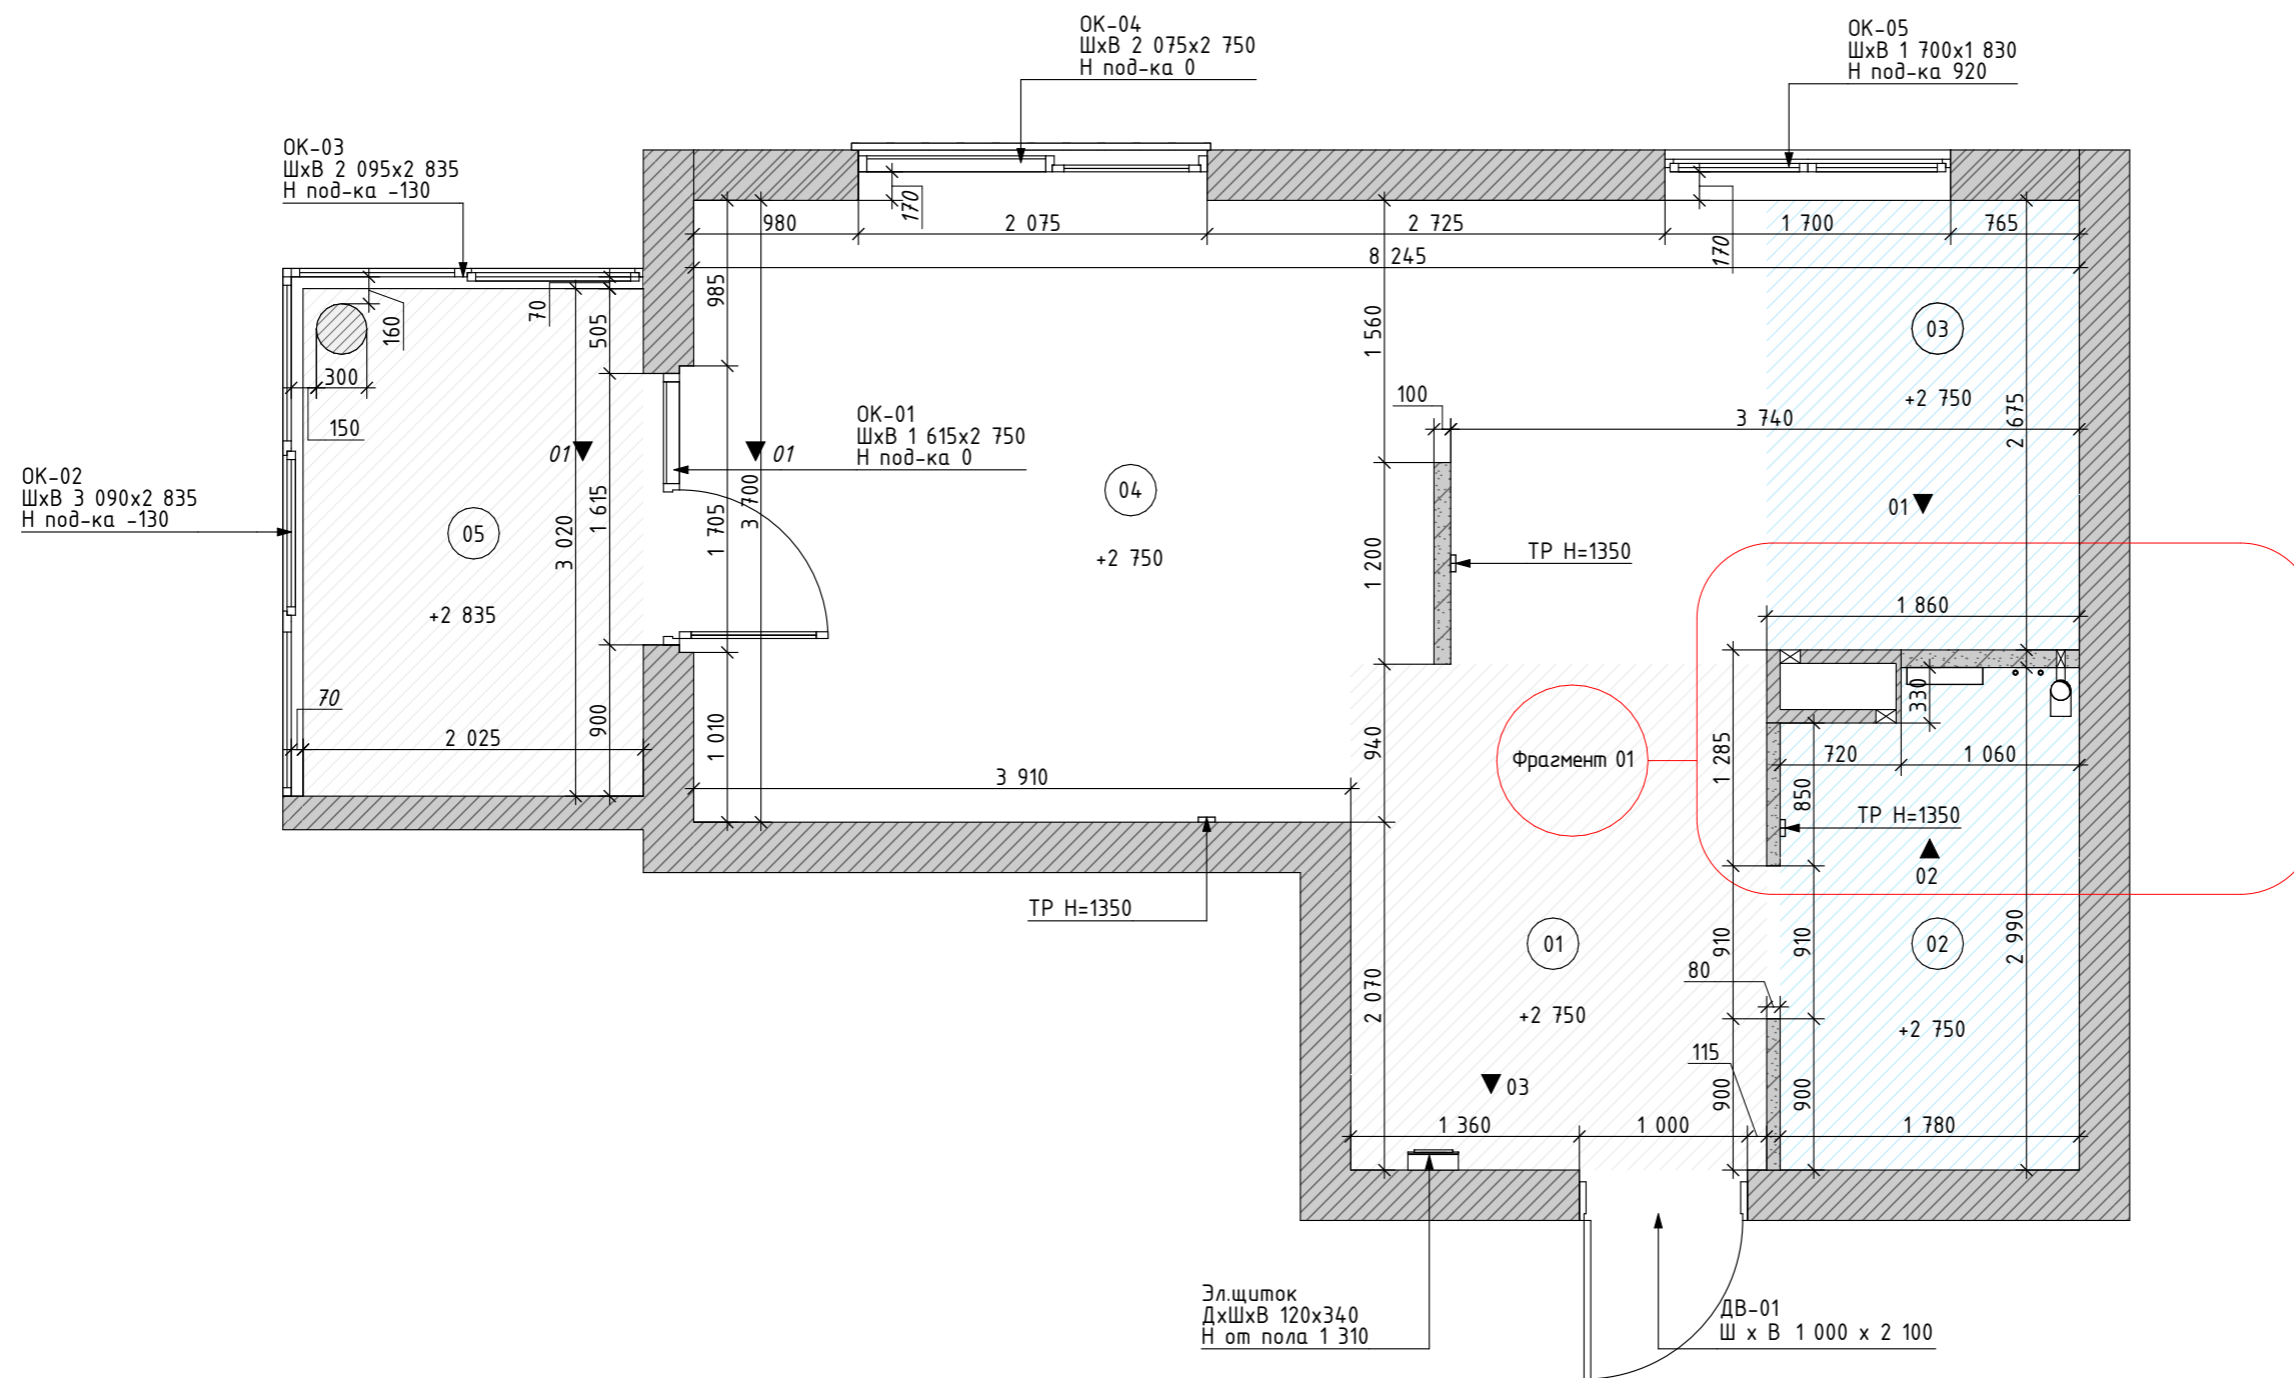 ОК-04
ШхВ 2 075х2 750
Н под-ка 0
ОК-05
ШхВ 1 700х1 830
Н под-ка 920
ОК-03
ШхВ 2 095х2 835
Н под-ка -130
170
980
2 075
2 725
1 700
170
765
8 245
985
70
505
160
300
150
1 560
03
+2 750
2 675
100
3 740
ОК-01
ШхВ 1 615х2 750
Н под-ка 0
01
01
ОК-02
ШхВ 3 090х2 835
Н под-ка -130
05
3 020
1 615
1 705
3 700
04
+2 750
+2 835
1 200
ТР Н=1350
01
1 860
70
2 025
900
1 010
3 910
940
Фрагмент 01
1 285
330
720
1 060
850
ТР Н=1350
02
ТР Н=1350
01
02
910
910
2 990
2 070
80
+2 750
+2 750
115
03
900
900
1 360
1 000
1 780
Эл.щиток
ДхШхВ 120х340
Н от пола 1 310
ДВ-01
Ш х В 1 000 х 2 100